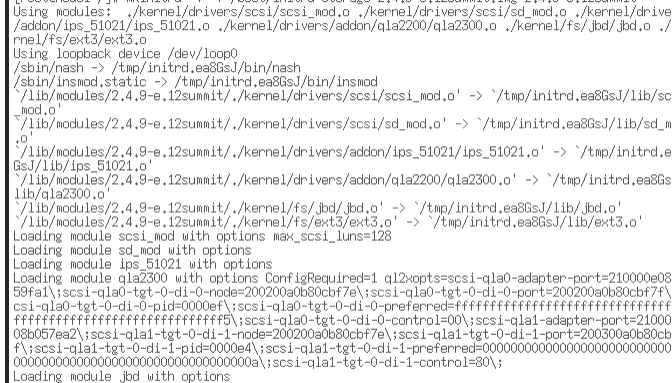 Using modules:  ./kernel/drivers/scsi/scsi_mod.o ./kernel/drivers/scsi/sd_mod.o ./kernel/drive
/addon/ips_51021/ips_51021.o ./kernel/drivers/addon/qla2200/qla2300.o ./kernel/fs/jbd/jbd.o ./
rnel/fs/ext3/ext3.o
Using loopback device /dev/loop0
/sbin/nash -> /tmp/initrd.ea8GsJ/bin/nash
/sbin/insmod.static -> /tmp/initrd.ea8GsJ/bin/insmod
`/lib/modules/2.4.9-e.12summit/./kernel/drivers/scsi/scsi_mod.o' -> `/tmp/initrd.ea8GsJ/lib/sc
_mod.o'
`/lib/modules/2.4.9-e.12summit/./kernel/drivers/scsi/sd_mod.o' -> `/tmp/initrd.ea8GsJ/lib/sd_m
.o'
`/lib/modules/2.4.9-e.12summit/./kernel/drivers/addon/ips_51021/ips_51021.o' -> `/tmp/initrd.e
GsJ/lib/ips_51021.o'
`/lib/modules/2.4.9-e.12summit/./kernel/drivers/addon/qla2200/qla2300.o' -> `/tmp/initrd.ea8Gs
lib/qla2300.o'
`/lib/modules/2.4.9-e.12summit/./kernel/fs/jbd/jbd.o' -> `/tmp/initrd.ea8GsJ/lib/jbd.o'
`/lib/modules/2.4.9-e.12summit/./kernel/fs/ext3/ext3.o' -> `/tmp/initrd.ea8GsJ/lib/ext3.o'
Loading module scsi_mod with options max_scsi_luns=128
Loading module sd_mod with options
Loading module ips_51021 with options
Loading module qla2300 with options ConfigRequired=1 ql2xopts=scsi-qla0-adapter-port=210000e08
59fa1\;scsi-qla0-tgt-0-di-0-node=200200a0b80cbf7e\;scsi-qla0-tgt-0-di-0-port=200200a0b80cbf7f\
csi-qla0-tgt-0-di-0-pid=0000ef\;scsi-qla0-tgt-0-di-0-preferred=ffffffffffffffffffffffffffffffff
ffffffffffffffffffffffffffffffff5\;scsi-qla0-tgt-0-di-0-control=00\;scsi-qla1-adapter-port=21000
08b057ea2\;scsi-qla1-tgt-0-di-1-node=200200a0b80cbf7e\;scsi-qla1-tgt-0-di-1-port=200300a0b80cb
f\;scsi-qla1-tgt-0-di-1-pid=0000e4\;scsi-qla1-tgt-0-di-1-preferred=0000000000000000000000000000
0000000000000000000000000000000000a\;scsi-qla1-tgt-0-di-1-control=80\;
Loading module jbd with options